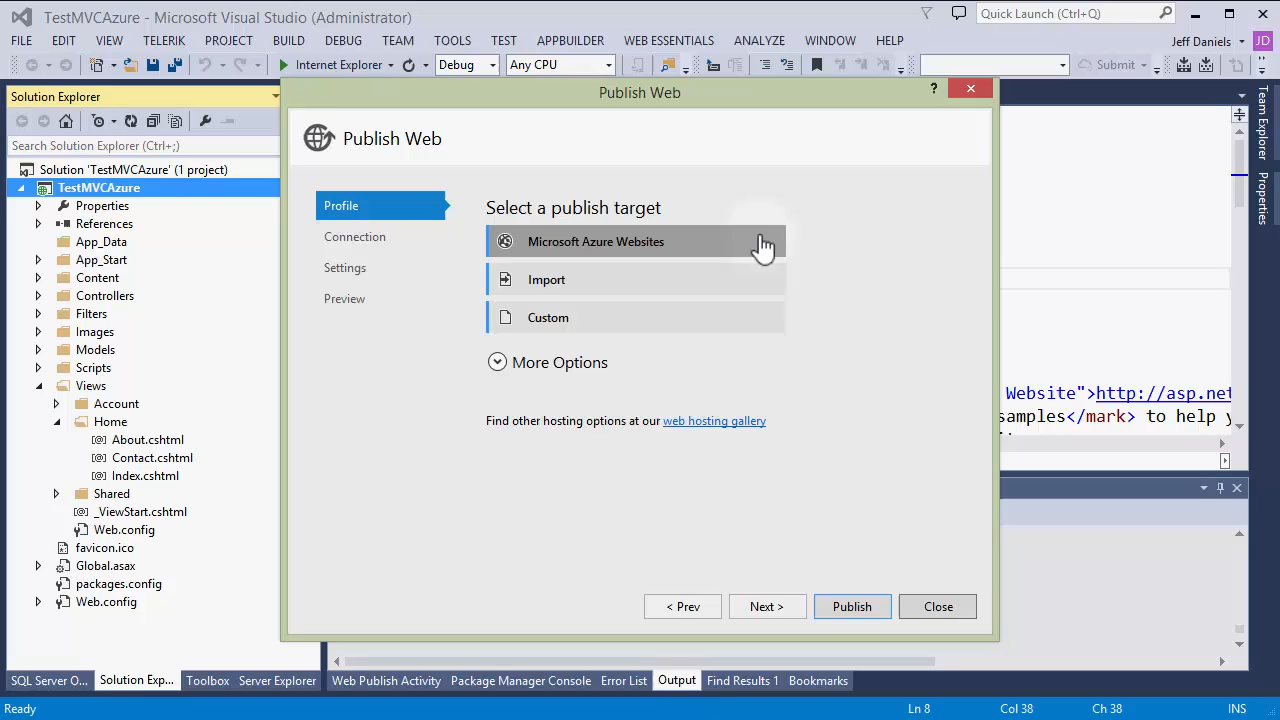 TestMVCAzure - Microsoft Visual Studio (Administrator)
Quick Launch (Ctrl+Q)
FILE EDIT VIEW TELERIK PROJECT BUILD DEBUG TEAM TOOLS TEST APPBUILDER WEB ESSENTIALS ANALYZE WINDOW HELP
Jeff Daniels
JD
Internet Explorer
Debug
Any CPU
Submit
Solution Explorer
Search Solution Explorer (Ctrl+;)
Solution 'TestMVCAzure' (1 project)
TestMVCAzure
Properties
References
App_Data
App_Start
Content
Controllers
Filters
Images
Models
Scripts
Views
Account
Home
About.cshtml
Contact.cshtml
Index.cshtml
Shared
_ViewStart.cshtml
Web.config
favicon.ico
Global.asax
packages.config
Web.config
Publish Web
?
Publish Web
Profile
Connection
Settings
Preview
Select a publish target
Microsoft Azure Websites
Import
Custom
More Options
Find other hosting options at our web hosting gallery
< Prev
Next >
Publish
Close
Website">http://asp.net
samples</mark> to help y
Team Explorer
Properties
SQL Server O...
Solution Exp...
Toolbox
Server Explorer
Web Publish Activity
Package Manager Console
Error List
Output
Find Results 1
Bookmarks
Ready
Ln 8
Col 38
Ch 38
INS